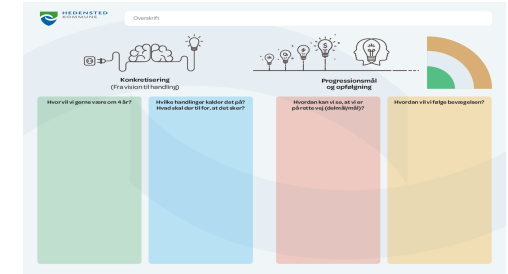 HEDENSTED
KOMMUNE
Overskrift
Konkretisering
(Fra vision til handling)
Progressionsmål
og opfølgning
Hvor vil vi gerne være om 4 år?
Hvilke handlinger kalder det på?
Hvad skal der til for, at det sker?
Hvordan kan vi se, at vi er
på rette vej (delmål/mål)?
Hvordan vil vi følge bevægelsen?